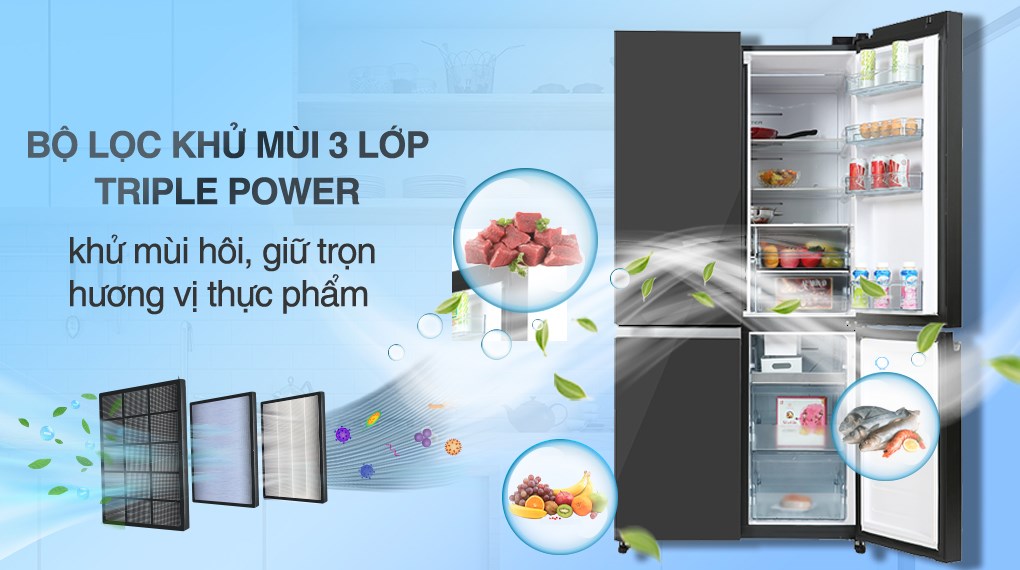 BỘ LỌC KHỬ MÙI 3 LỚP
TRIPLE POWER
khử mùi hôi, giữ trọn
hương vị thực phẩm